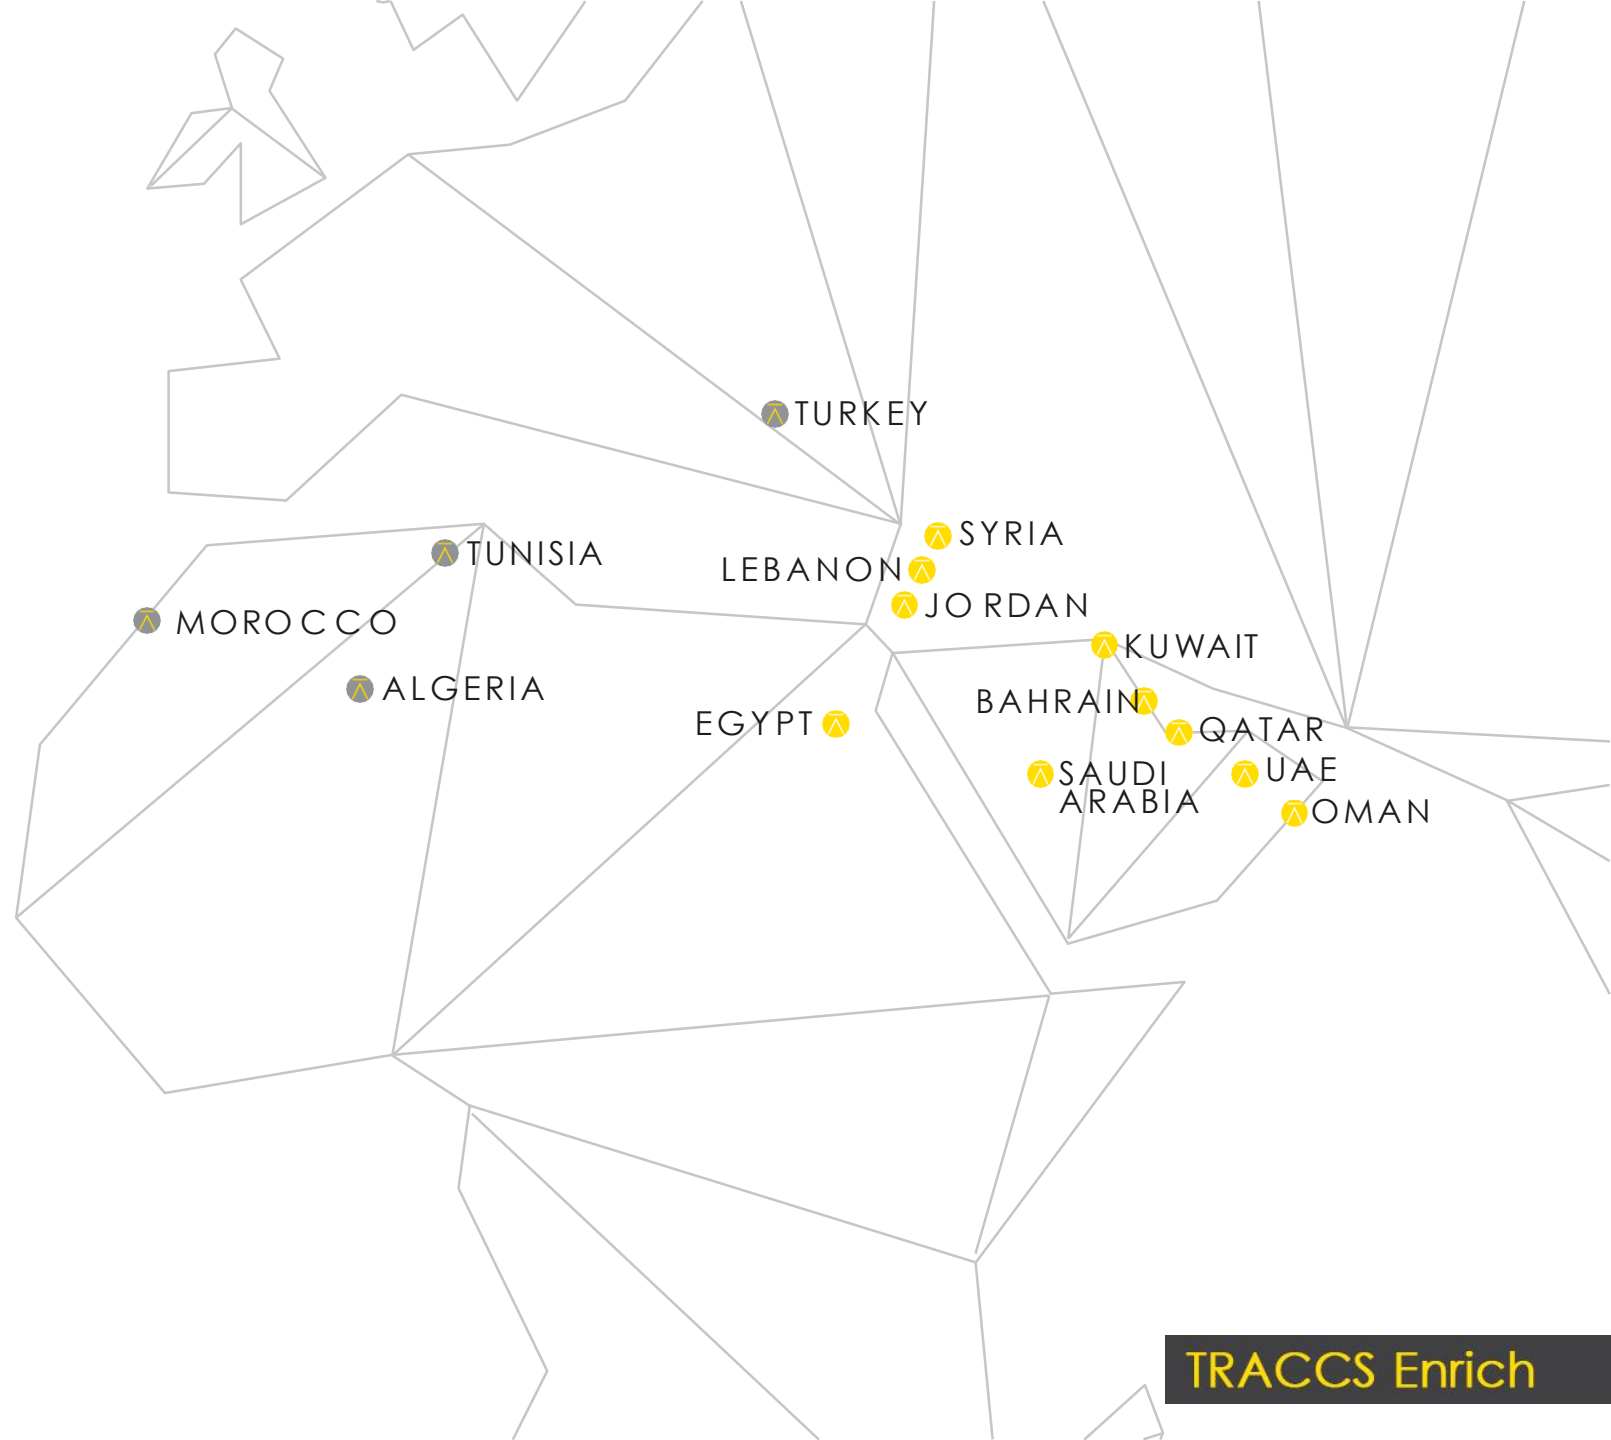 TURKEY
SYRIA
TUNISIA
LEBANON
JORDAN
MOROCCO
KUWAIT
ALGERIA
BAHRAIN
EGYPT
QATAR
SAUDI
ARABIA
UAE
OMAN
TRACCS Enrich